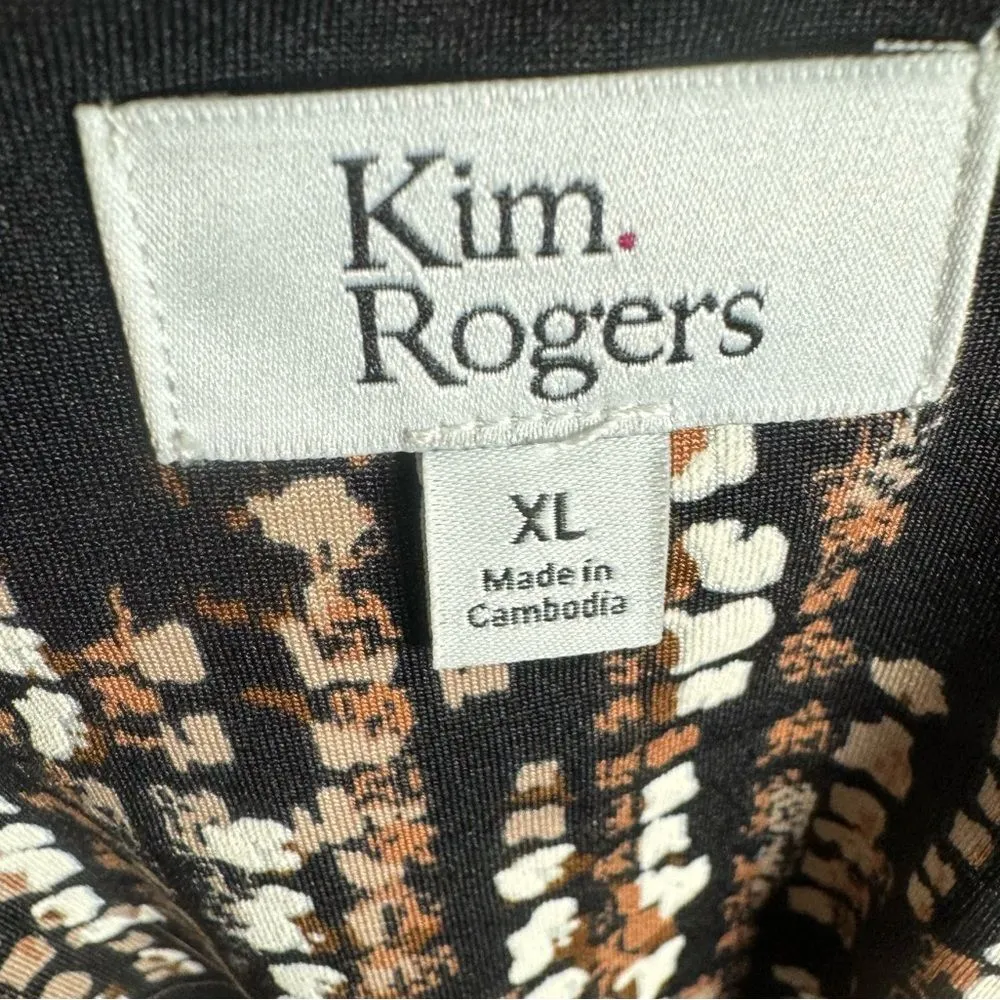 Kim.
Rogers
XL
Made in
Cambodia